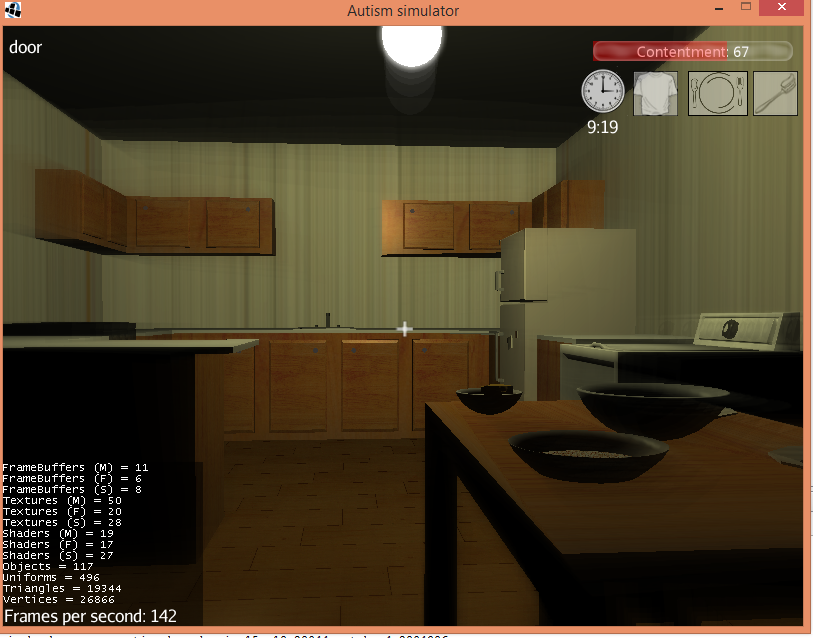 Autism simulator
door
Contentment: 67
9:19
FrameBuffers (M) = 11
FrameBuffers (F) = 6
FrameBuffers (S) = 8
Textures (M) = 50
Textures (F) = 20
Textures (S) = 28
Shaders (M) = 19
Shaders (F) = 17
Shaders (S) = 27
Objects = 117
Uniforms = 496
Triangles = 19344
Vertices = 26866
Frames per second: 142